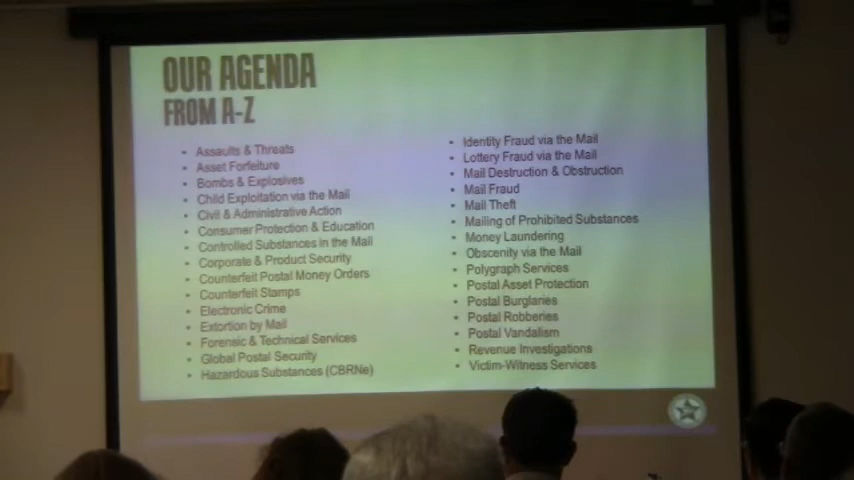 OUR AGENDA
FROM A-Z
• Assaults & Threats
• Asset Forfeiture
• Bombs & Explosives
• Child Exploitation via the Mail
• Civil & Administrative Action
• Consumer Protection & Education
• Controlled Substances in the Mail
• Corporate & Product Security
• Counterfeit Postal Money Orders
• Counterfeit Stamps
• Electronic Crime
• Extortion by Mail
• Forensic & Technical Services
• Global Postal Security
• Hazardous Substances (CBRNe)
• Identity Fraud via the Mail
• Lottery Fraud via the Mail
• Mail Destruction & Obstruction
• Mail Fraud
• Mail Theft
• Mailing of Prohibited Substances
• Money Laundering
• Obscenity via the Mail
• Polygraph Services
• Postal Asset Protection
• Postal Burglaries
• Postal Robberies
• Postal Vandalism
• Revenue Investigations
• Victim-Witness Services